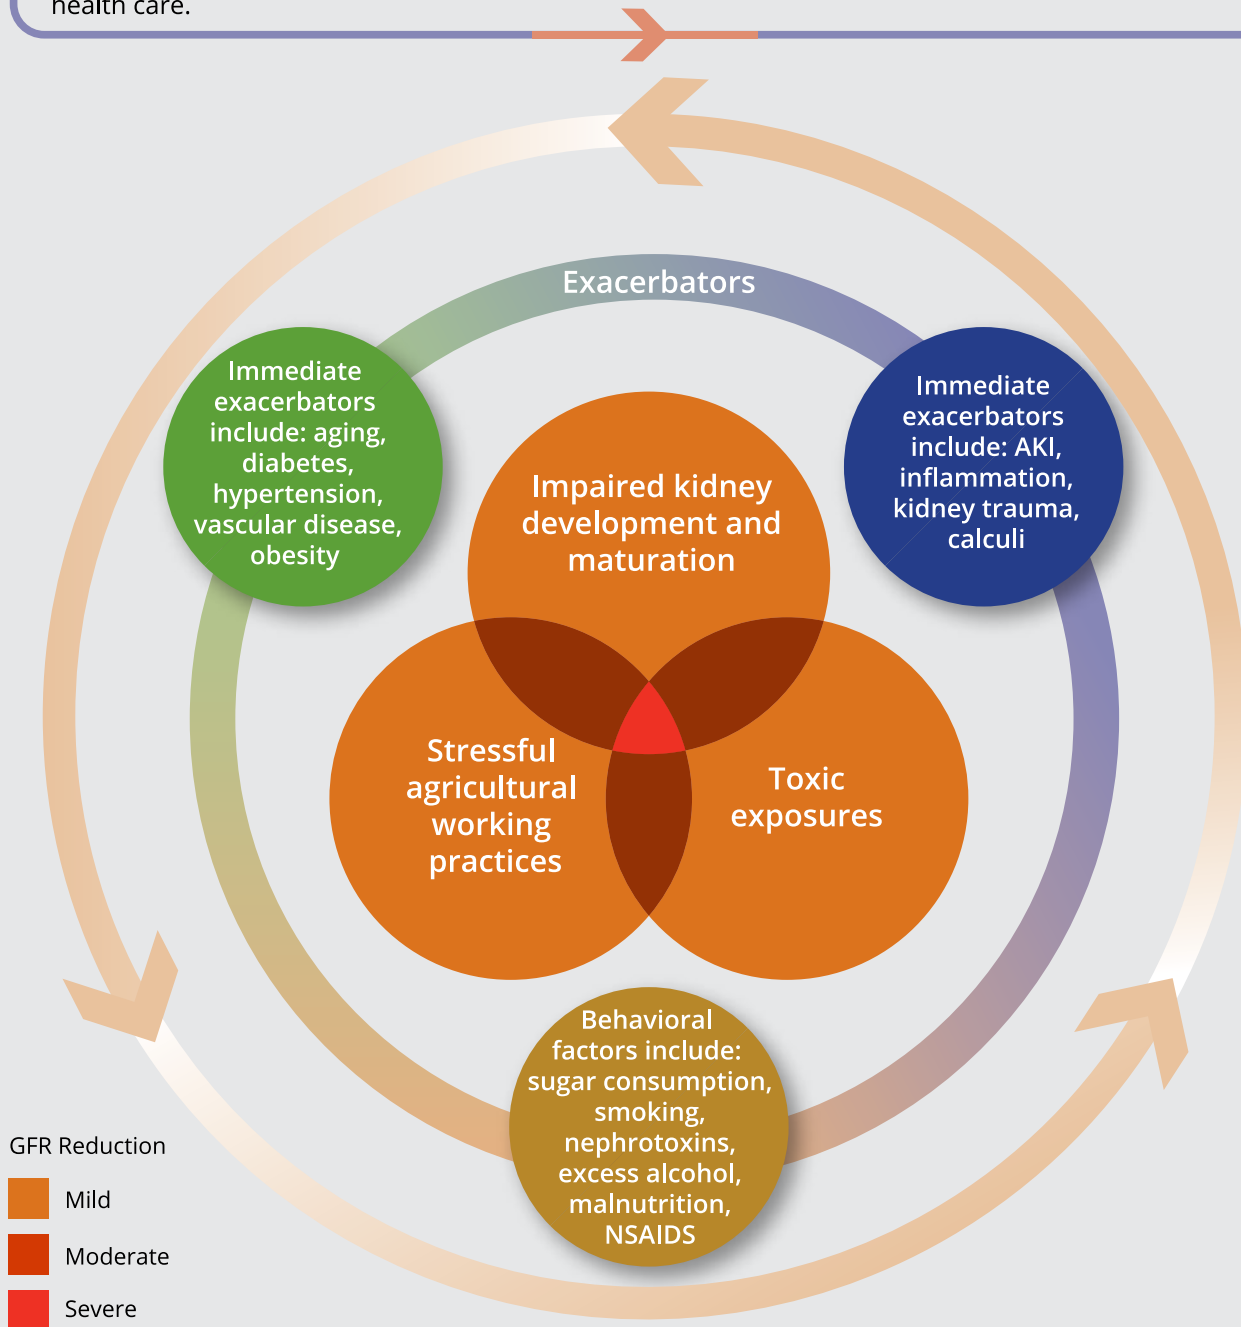 health care.
Exacerbators
Immediate
exacerbators
include: aging,
diabetes,
hypertension,
vascular disease,
obesity
Immediate
exacerbators
include: AKI,
inflammation,
kidney trauma,
calculi
Impaired kidney
development and
maturation
Stressful
agricultural
working
practices
Toxic
exposures
Behavioral
factors include:
sugar consumption,
smoking,
nephrotoxins,
excess alcohol,
malnutrition,
NSAIDS
GFR Reduction
Mild
Moderate
Severe